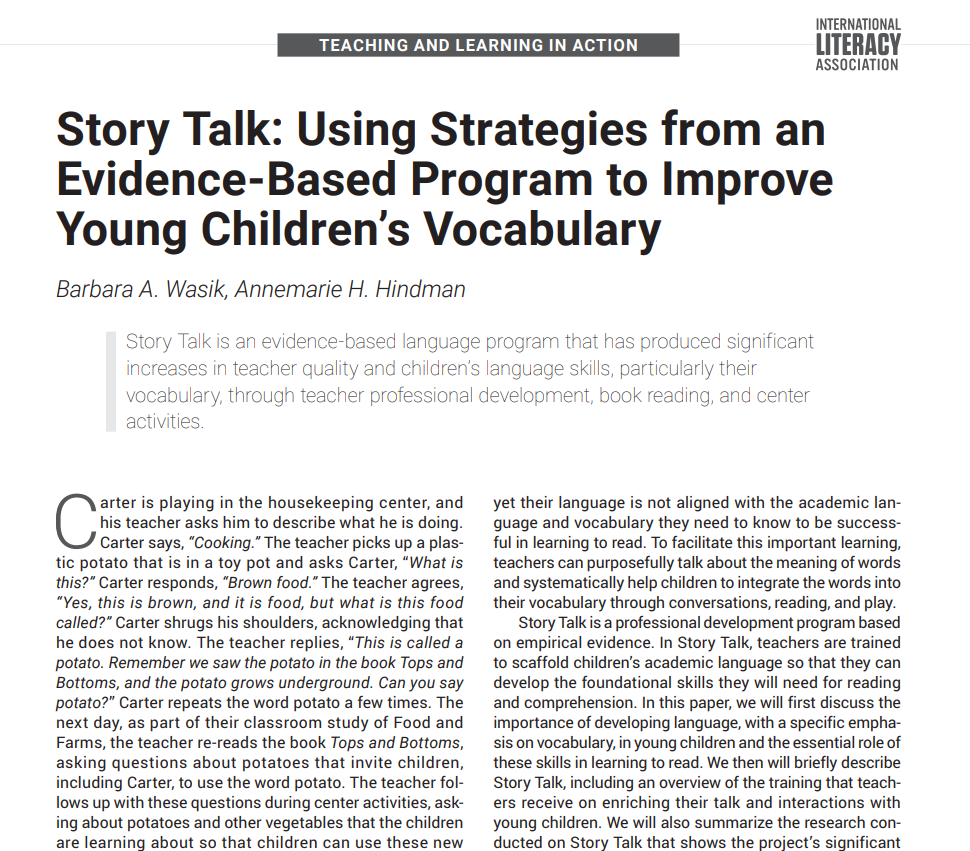 TEACHING AND LEARNING IN ACTION
INTERNATIONAL
LITERACY
ASSOCIATION
Story Talk: Using Strategies from an
Evidence-Based Program to Improve
Young Children’s Vocabulary
Barbara A. Wasik, Annemarie H. Hindman
Story Talk is an evidence-based language program that has produced significant
increases in teacher quality and children’s language skills, particularly their
vocabulary, through teacher professional development, book reading, and center
activities.
Carter is playing in the housekeeping center, and
his teacher asks him to describe what he is doing.
Carter says, “Cooking.” The teacher picks up a plas-
tic potato that is in a toy pot and asks Carter, “What is
this?” Carter responds, “Brown food.” The teacher agrees,
“Yes, this is brown, and it is food, but what is this food
called?” Carter shrugs his shoulders, acknowledging that
he does not know. The teacher replies, “This is called a
potato. Remember we saw the potato in the book Tops and
Bottoms, and the potato grows underground. Can you say
potato?” Carter repeats the word potato a few times. The
next day, as part of their classroom study of Food and
Farms, the teacher re-reads the book Tops and Bottoms,
asking questions about potatoes that invite children,
including Carter, to use the word potato. The teacher fol-
lows up with these questions during center activities, ask-
ing about potatoes and other vegetables that the children
are learning about so that children can use these new
yet their language is not aligned with the academic lan-
guage and vocabulary they need to know to be success-
ful in learning to read. To facilitate this important learning,
teachers can purposefully talk about the meaning of words
and systematically help children to integrate the words into
their vocabulary through conversations, reading, and play.
Story Talk is a professional development program based
on empirical evidence. In Story Talk, teachers are trained
to scaffold children’s academic language so that they can
develop the foundational skills they will need for reading
and comprehension. In this paper, we will first discuss the
importance of developing language, with a specific empha-
sis on vocabulary, in young children and the essential role of
these skills in learning to read. We then will briefly describe
Story Talk, including an overview of the training that teach-
ers receive on enriching their talk and interactions with
young children. We will also summarize the research con-
ducted on Story Talk that shows the project’s significant